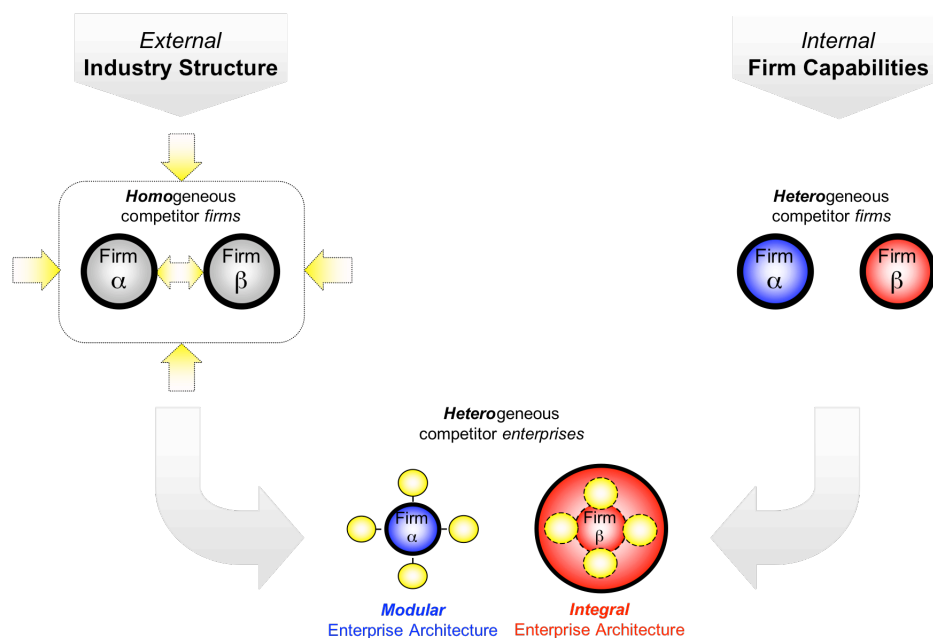 External
Industry Structure
Internal
Firm Capabilities
Homogeneous
competitor firms
Firm
α
Firm
β
Heterogeneous
competitor firms
Firm
α
Firm
β
Heterogeneous
competitor enterprises
Firm
α
Firm
β
Modular
Enterprise Architecture
Integral
Enterprise Architecture